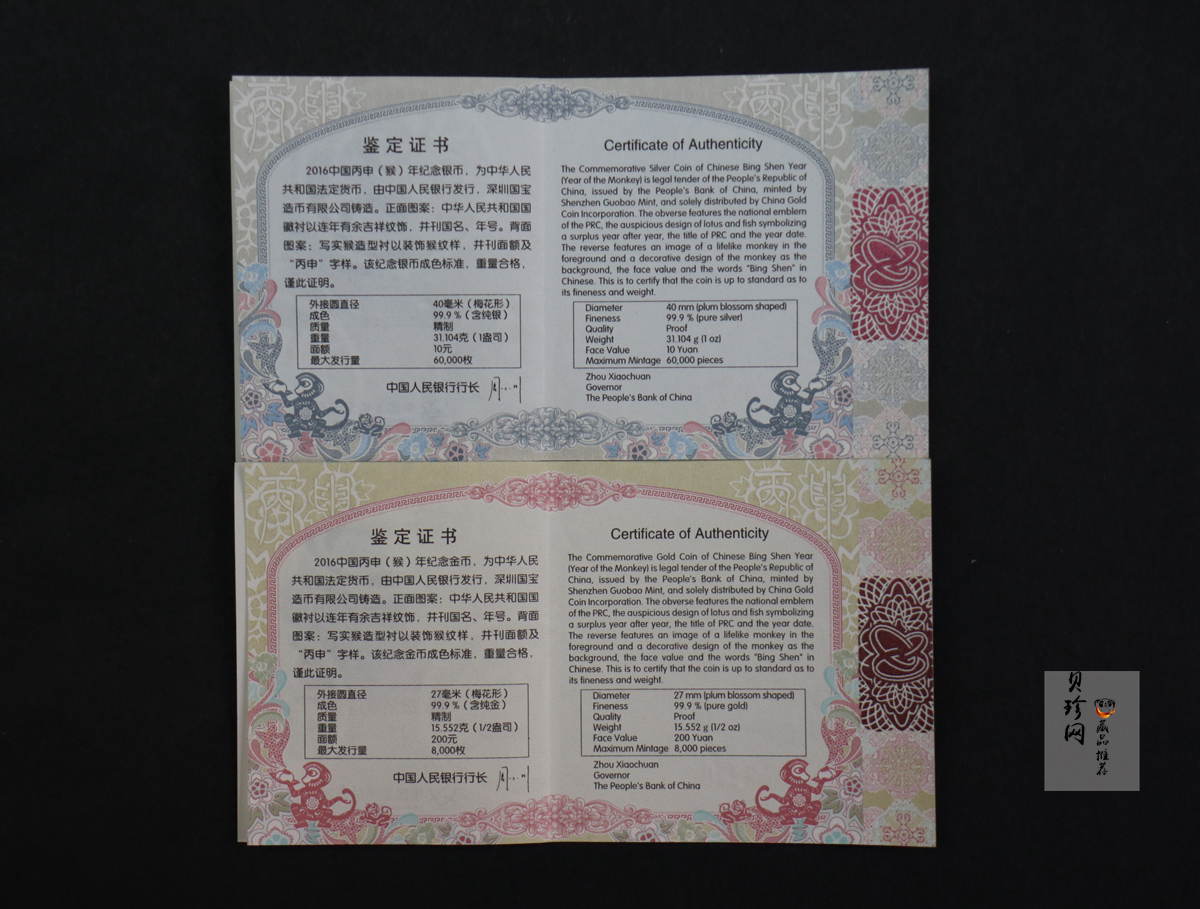 鉴定证书
2016中国丙申（猴）年纪念银币，为中华人民
共和国法定货币，由中国人民银行发行，深圳国宝
造币有限公司铸造。正面图案：中华人民共和国国
徽衬以连年有余吉祥纹饰，并刊国名、年号。背面
图案：写实猴造型衬以装饰猴纹样，并刊面额及
“丙申”字样。该纪念银币成色标准，重量合格，
谨此证明。
外接圆直径 40毫米（梅花形）
成色 99.9 %（含纯银）
质量 精制
重量 31.104克（1盎司）
面额 10元
最大发行量 60,000枚
中国人民银行行长
Certificate of Authenticity
The Commemorative Silver Coin of Chinese Bing Shen Year
(Year of the Monkey) is legal tender of the People's Republic of
China, issued by the People's Bank of China, minted by
Shenzhen Guobao Mint, and solely distributed by China Gold
Coin Incorporation. The obverse features the national emblem
of the PRC, the auspicious design of lotus and fish symbolizing
a surplus year after year, the title of PRC and the year date.
The reverse features an image of a lifelike monkey in the
foreground and a decorative design of the monkey as the
background, the face value and the words "Bing Shen" in
Chinese. This is to certify that the coin is up to standard as to
its fineness and weight.
Diameter 40 mm (plum blossom shaped)
Fineness 99.9 % (pure silver)
Quality Proof
Weight 31.104 g (1 oz)
Face Value 10 Yuan
Maximum Mintage 60,000 pieces
Zhou Xiaochuan
Governor
The People's Bank of China
鉴定证书
2016中国丙申（猴）年纪念金币，为中华人民
共和国法定货币，由中国人民银行发行，深圳国宝
造币有限公司铸造。正面图案：中华人民共和国国
徽衬以连年有余吉祥纹饰，并刊国名、年号。背面
图案：写实猴造型衬以装饰猴纹样，并刊面额及
“丙申”字样。该纪念金币成色标准，重量合格，
谨此证明。
外接圆直径 27毫米（梅花形）
成色 99.9 %（含纯金）
质量 精制
重量 15.552克（1/2盎司）
面额 200元
最大发行量 8,000枚
中国人民银行行长
Certificate of Authenticity
The Commemorative Gold Coin of Chinese Bing Shen Year
(Year of the Monkey) is legal tender of the People's Republic of
China, issued by the People's Bank of China, minted by
Shenzhen Guobao Mint, and solely distributed by China Gold
Coin Incorporation. The obverse features the national emblem
of the PRC, the auspicious design of lotus and fish symbolizing
a surplus year after year, the title of PRC and the year date.
The reverse features an image of a lifelike monkey in the
foreground and a decorative design of the monkey as the
background, the face value and the words "Bing Shen" in
Chinese. This is to certify that the coin is up to standard as to
its fineness and weight.
Diameter 27 mm (plum blossom shaped)
Fineness 99.9 % (pure gold)
Quality Proof
Weight 15.552 g (1/2 oz)
Face Value 200 Yuan
Maximum Mintage 8,000 pieces
Zhou Xiaochuan
Governor
The People's Bank of China
贝珍网
藏品推荐